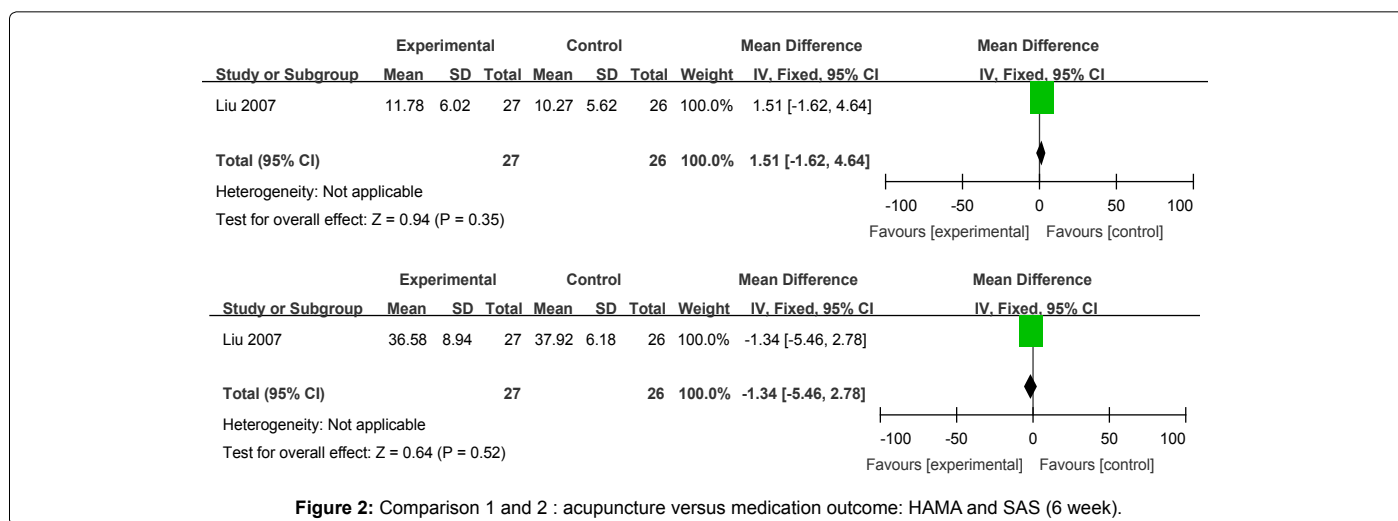 Experimental Control Mean Difference Mean Difference
Study or Subgroup Mean SD Total Mean SD Total Weight IV, Fixed, 95% CI IV, Fixed, 95% CI
Liu 2007 11.78 6.02 27 10.27 5.62 26 100.0% 1.51 [-1.62, 4.64]
Total (95% CI) 27 26 100.0% 1.51 [-1.62, 4.64]
Heterogeneity: Not applicable
Test for overall effect: Z = 0.94 (P = 0.35)
-100 -50 0 50 100
Favours [experimental] Favours [control]
Experimental Control Mean Difference Mean Difference
Study or Subgroup Mean SD Total Mean SD Total Weight IV, Fixed, 95% CI IV, Fixed, 95% CI
Liu 2007 36.58 8.94 27 37.92 6.18 26 100.0% -1.34 [-5.46, 2.78]
Total (95% CI) 27 26 100.0% -1.34 [-5.46, 2.78]
Heterogeneity: Not applicable
Test for overall effect: Z = 0.64 (P = 0.52)
-100 -50 0 50 100
Favours [experimental] Favours [control]
Figure 2: Comparison 1 and 2 : acupuncture versus medication outcome: HAMA and SAS (6 week).